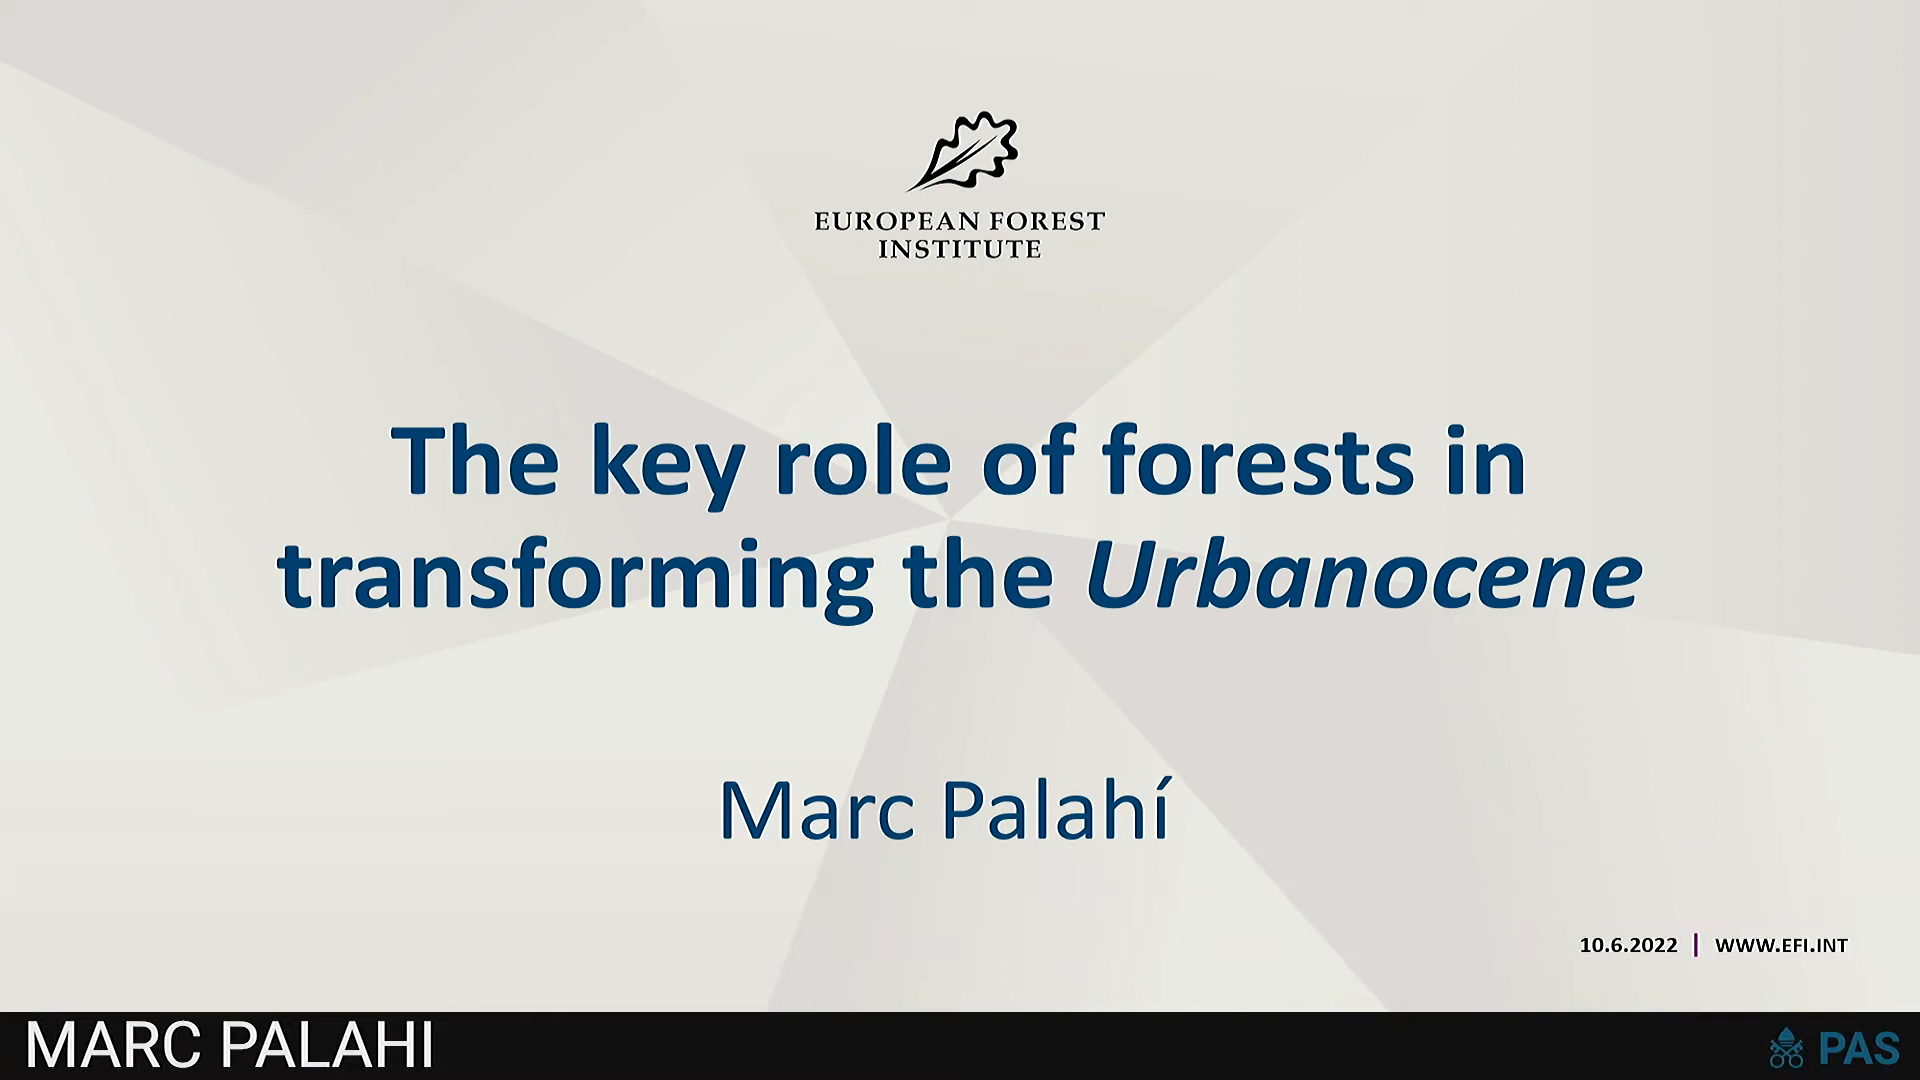 EUROPEAN FOREST
INSTITUTE
The key role of forests in
transforming the Urbanocene
Marc Palahí
10.6.2022 | WWW.EFI.INT
MARC PALAHI
PAS